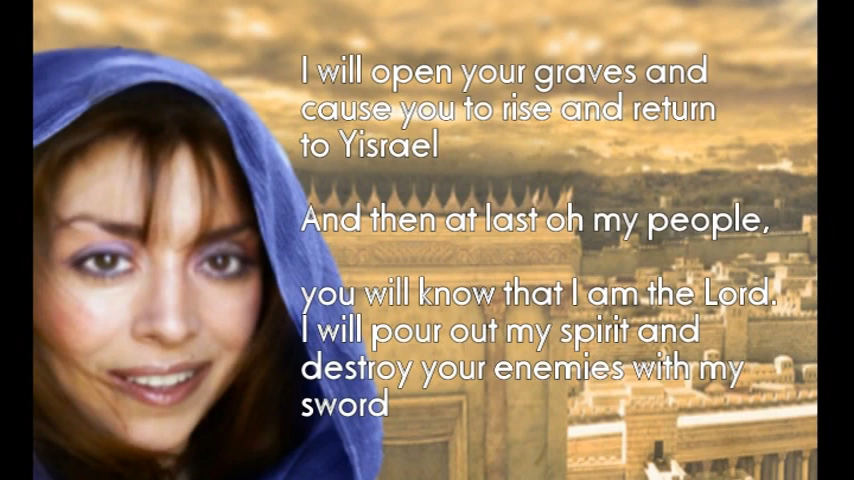 I will open your graves and
cause you to rise and return
to Yisrael
And then at last oh my people,
you will know that I am the Lord.
I will pour out my spirit and
destroy your enemies with my
sword